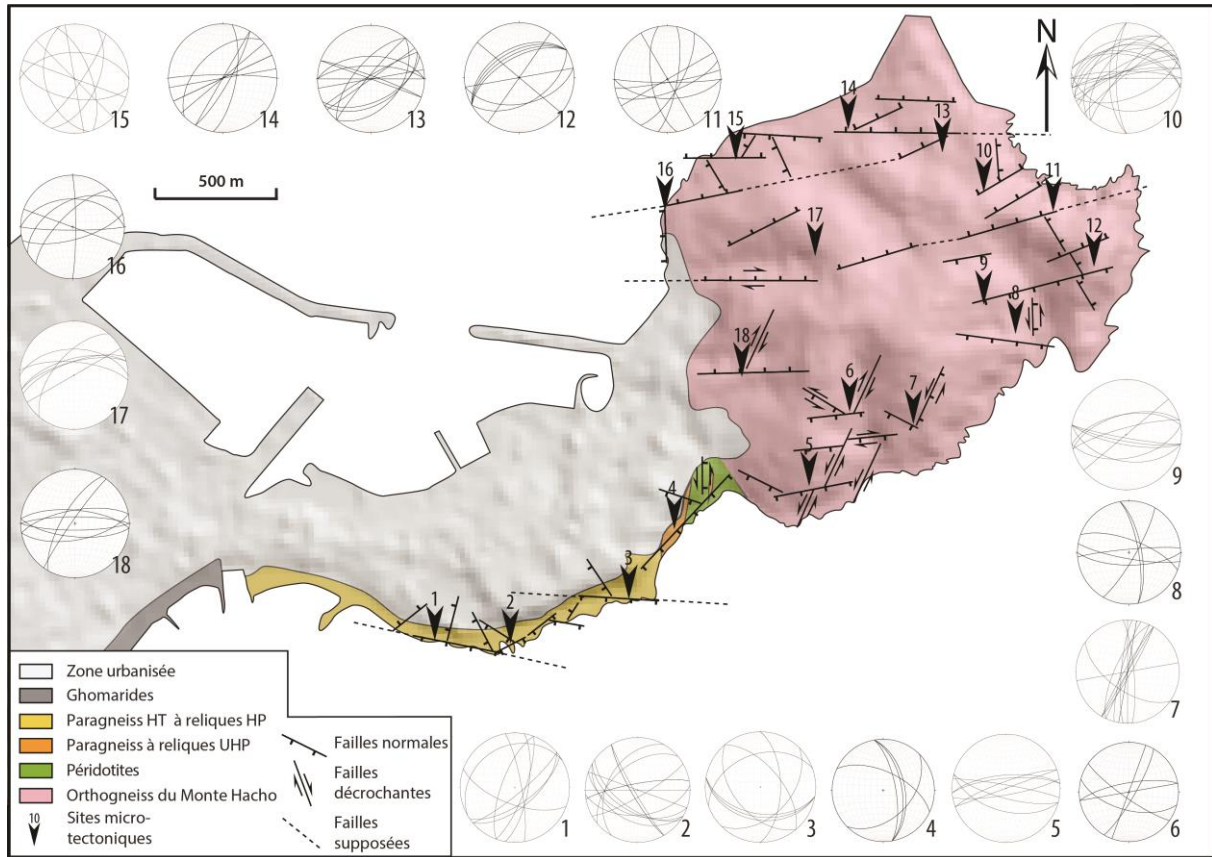 15
14
13
12
11
10
N
500 m
16
17
18
14
15
13
10
11
16
17
12
9
8
18
6
7
5
4
3
1
2
9
8
7
Zone urbanisée
Ghomarides
Paragneiss HT à reliques HP
Paragneiss à reliques UHP
Péridotites
Orthogneiss du Monte Hacho
10 Sites micro-
tectoniques
Failles normales
Failles
décrochantes
Failles
supposées
1
2
3
4
5
6